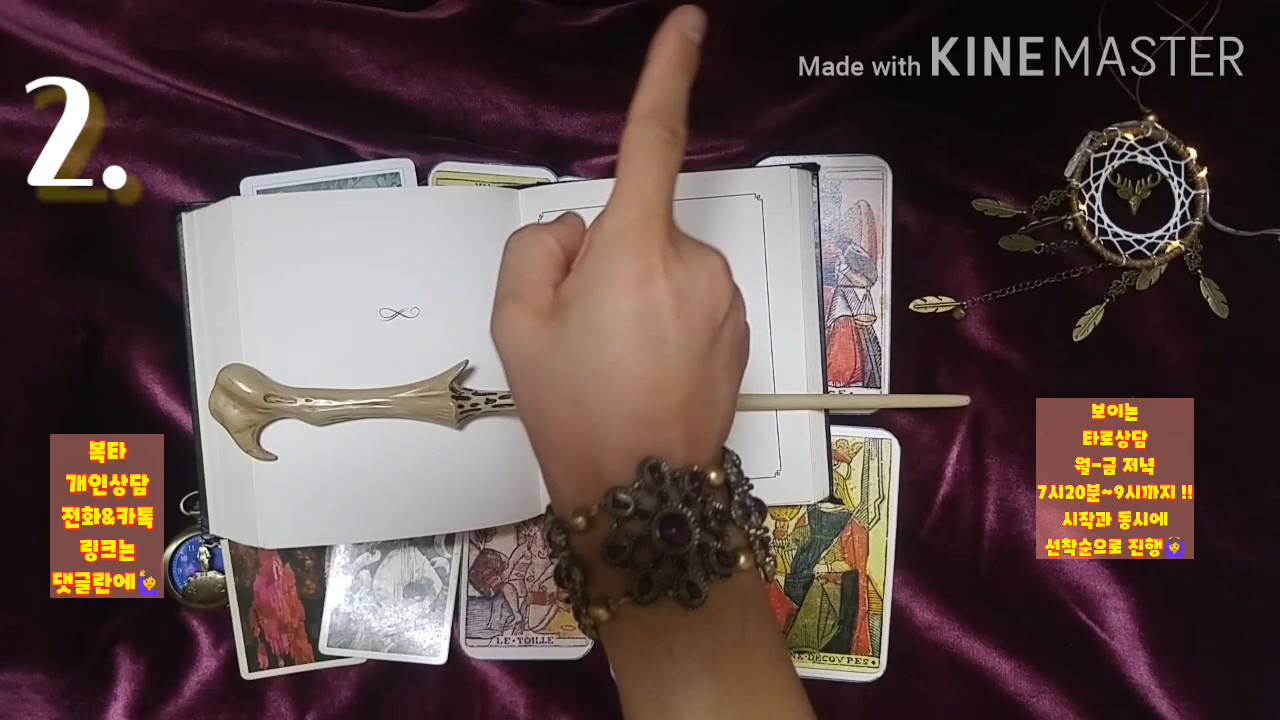 Made with KINEMASTER
2.
복타
개인상담
전화&카톡
링크는
댓글란에
보이는
타로상담
월-금 저녁
7시20분~9시까지 !!
시작과 동시에
선착순으로 진행
LE·TOILLE
NE·DECOVPES